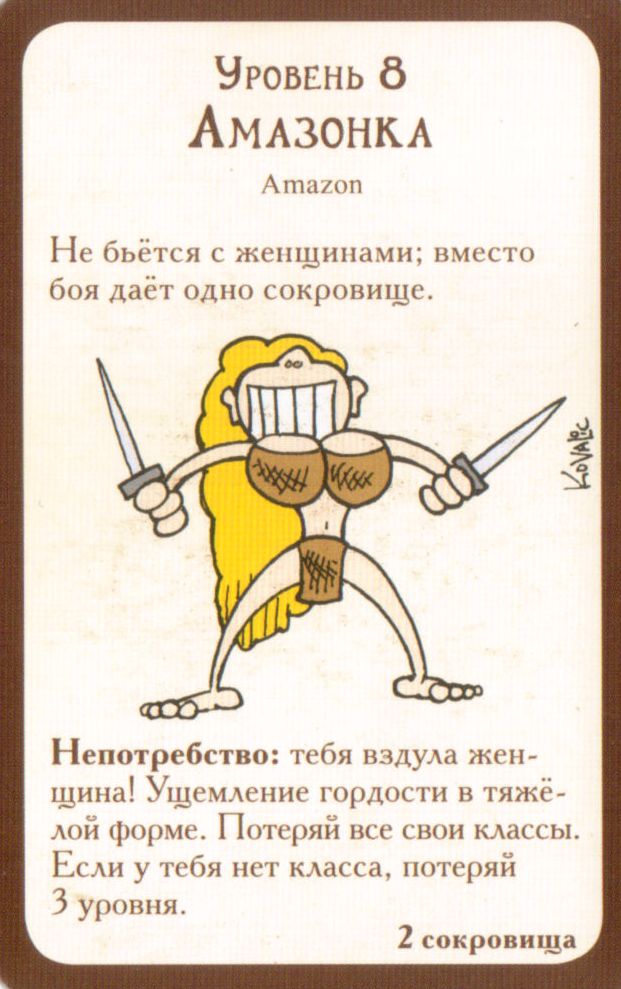 Уровень 8
Амазонка
Amazon
Не бьётся с женщинами; вместо
боя даёт одно сокровище.
KOVALIC
Непотребство: тебя вздула жен-
щина! Ущемление гордости в тяжё-
лой форме. Потеряй все свои классы.
Если у тебя нет класса, потеряй
3 уровня.
2 сокровища